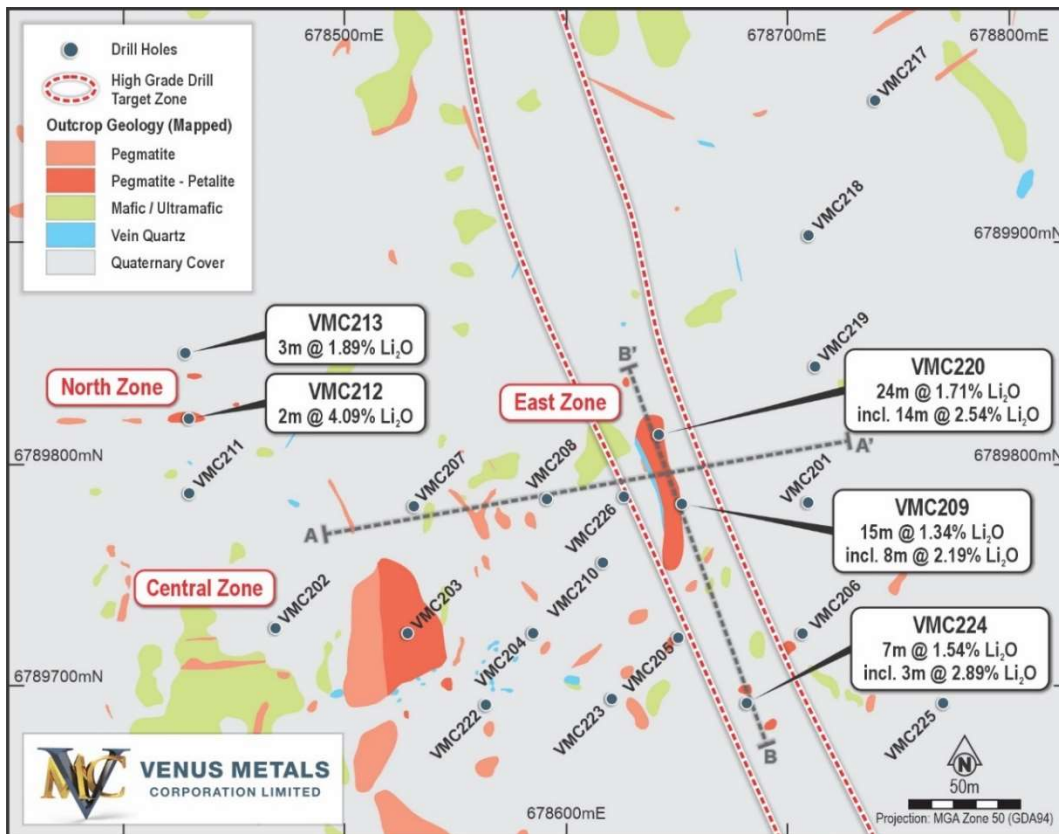 678500mE
678700mE
678800mE
Drill Holes
High Grade Drill
Target Zone
Outcrop Geology (Mapped)
Pegmatite
Pegmatite - Petalite
Mafic / Ultramafic
Vein Quartz
Quaternary Cover
VMC217
VMC218
6789900mN
VMC213
3m @ 1.89% Li₂O
North Zone
VMC212
2m @ 4.09% Li₂O
VMC219
B'
East Zone
VMC220
24m @ 1.71% Li₂O
incl. 14m @ 2.54% Li₂O
6789800mN
6789800mN
A'
VMC211
VMC207
VMC208
VMC226
VMC201
VMC209
15m @ 1.34% Li₂O
incl. 8m @ 2.19% Li₂O
A
Central Zone
VMC202
VMC203
VMC210
VMC204
VMC205
VMC206
VMC224
7m @ 1.54% Li₂O
incl. 3m @ 2.89% Li₂O
6789700mN
VMC222
VMC223
VMC225
B
VMC
VENUS METALS
CORPORATION LIMITED
678600mE
N
50m
Projection: MGA Zone 50 (GDA94)